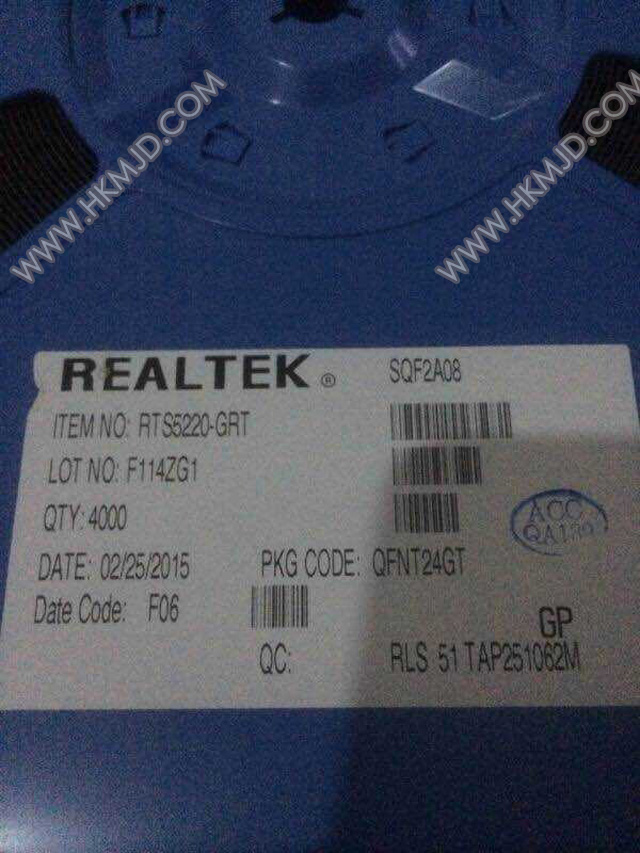 WWW.HKMJD.COM
WWW.HKMJD.COM
REALTEK ®
SQF2A08
ITEM NO: RTS5220-GRT
LOT NO: F114ZG1
QTY: 4000
ACC
DATE: 02/25/2015 PKG CODE: QFNT24GT
Date Code: F06
GP
QC: RLS 51 TAP251062M